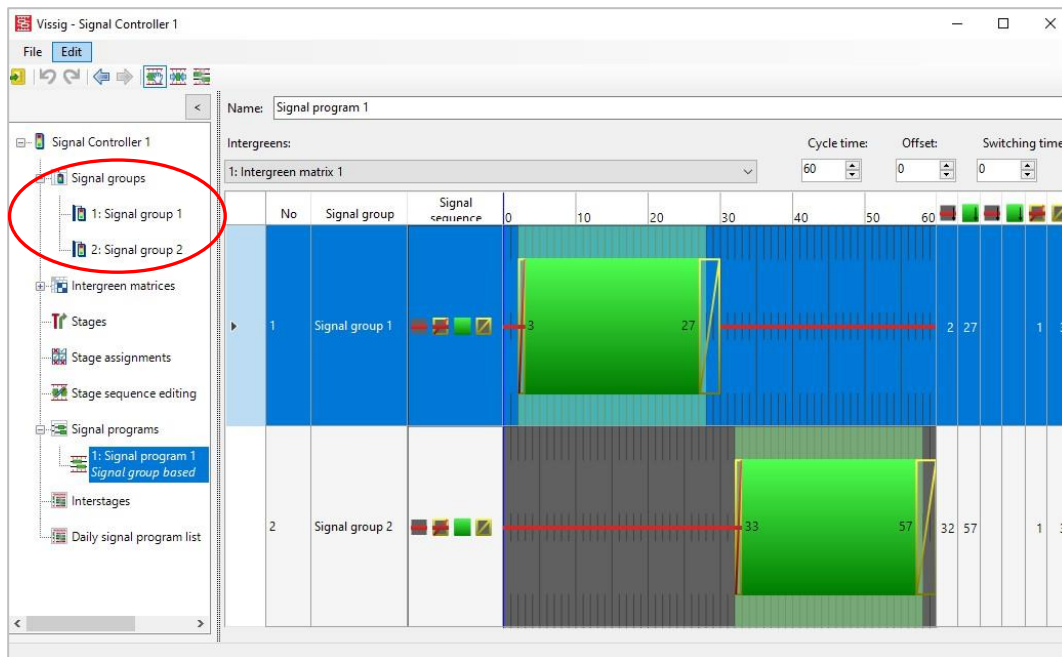 Vissig - Signal Controller 1
File Edit
<
Name: Signal program 1
Signal Controller 1
Signal groups
1: Signal group 1
2: Signal group 2
Intergreen matrices
Stages
Stage assignments
Stage sequence editing
Signal programs
1: Signal program 1
Signal group based
Interstages
Daily signal program list
< >
Intergreens: Cycle time: Offset: Switching time
1: Intergreen matrix 1 60 0 0
No Signal group Signal sequence 0 10 20 30 40 50 60
1 Signal group 1 3 27 2 27 1
2 Signal group 2 33 57 32 57 1